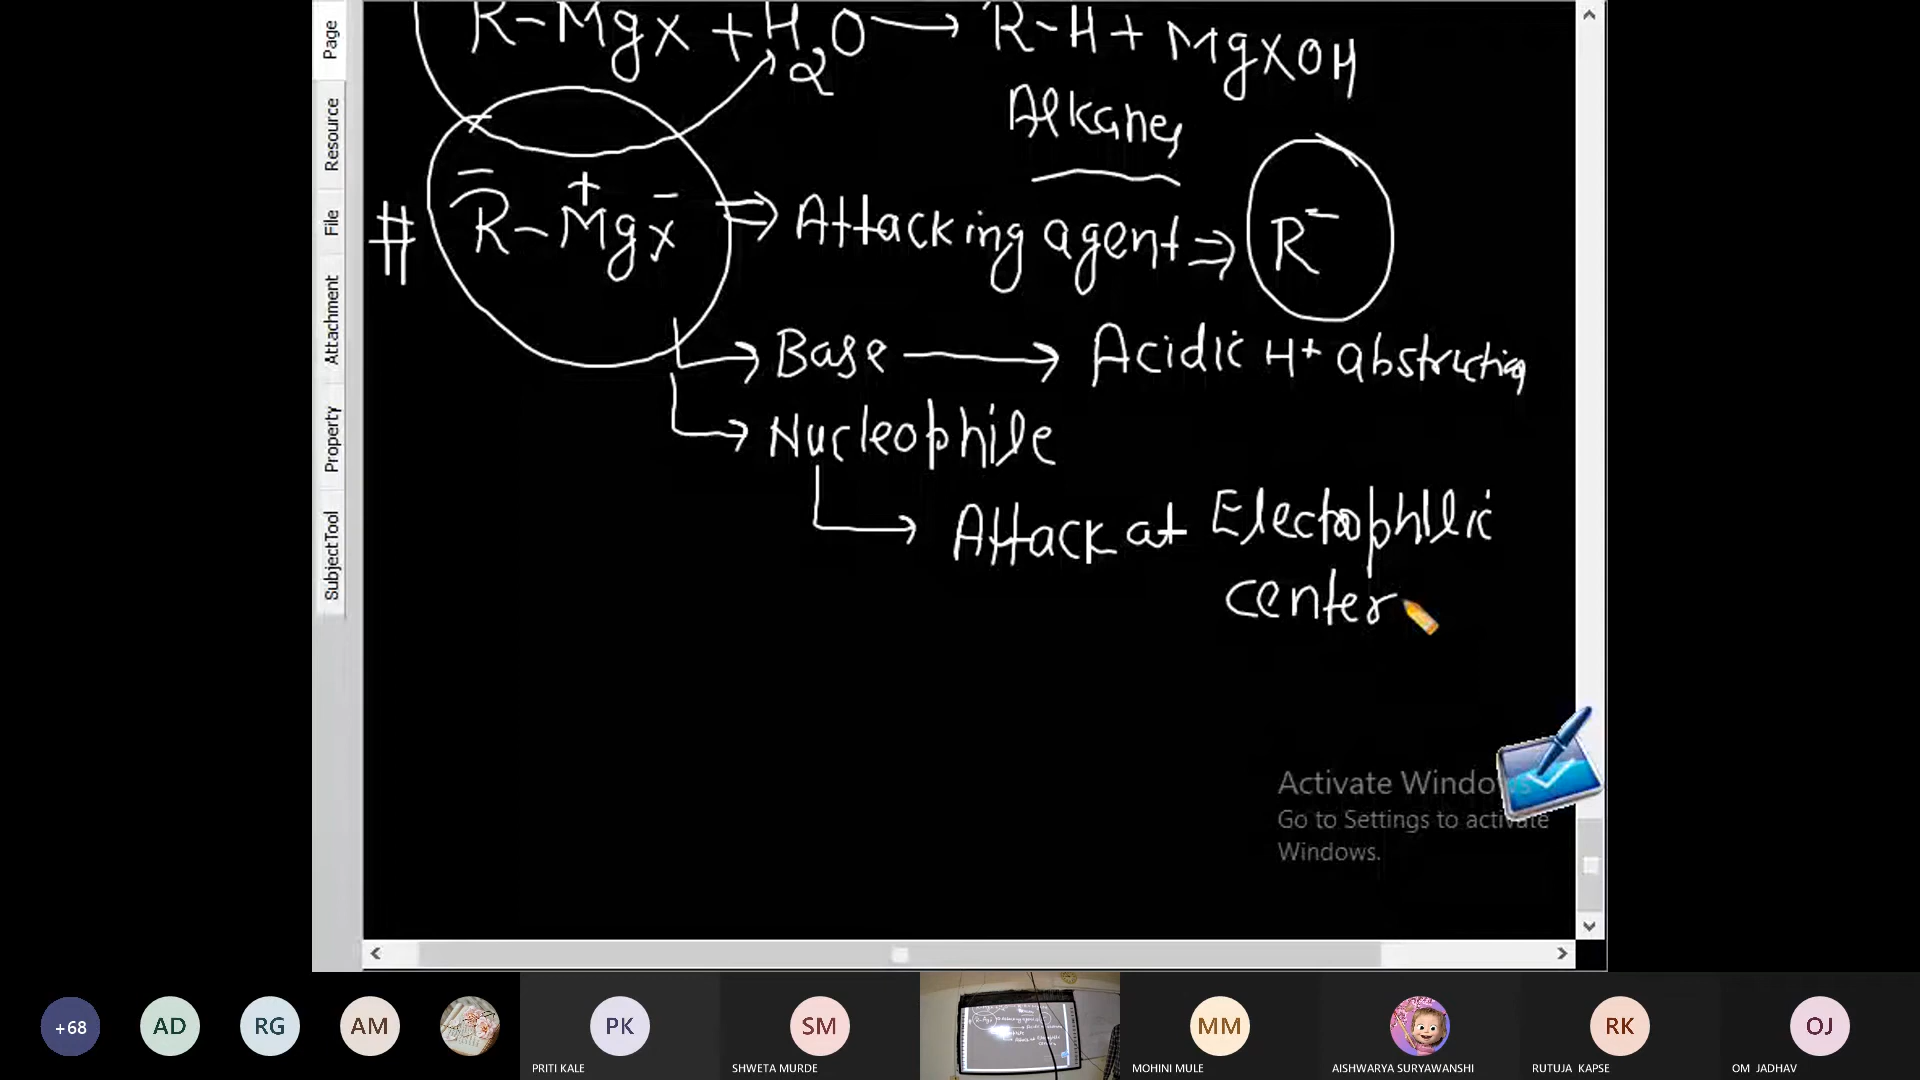 Page
Resource
File
Attachment
Property
SubjectTool
R-Mgx + H2O → R-H + MgXOH
Alkanes
# R-Mgx ⇒ Attacking agent ⇒ R-
→ Base → Acidic H+ abstraction
→ Nucleophile
→ Attack at Electrophilic
center
Activate Windows
Go to Settings to activate
Windows.
+68
AD
RG
AM
PK
SM
MM
RK
OJ
PRITI KALE
SHWETA MURDE
MOHINI MULE
AISHWARYA SURYAWANSHI
RUTUJA KAPSE
OM JADHAV